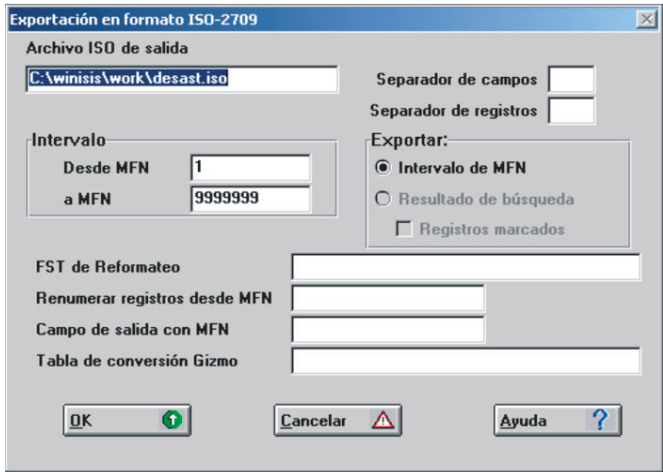 Exportación en formato ISO-2709
Archivo ISO de salida
C:\winisis\work\desast.iso
Separador de campos
Separador de registros
Intervalo
Desde MFN 1
a MFN 9999999
Exportar:
Intervalo de MFN
Resultado de búsqueda
Registros marcados
FST de Reformateo
Renumerar registros desde MFN
Campo de salida con MFN
Tabla de conversión Gizmo
OK
Cancelar
Ayuda ?